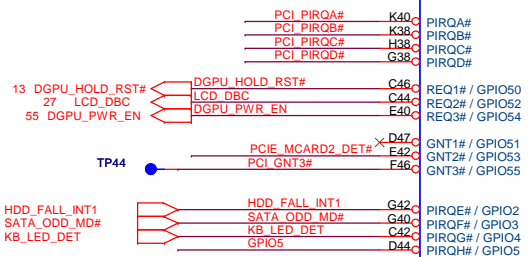 PCI_PIRQA# K40 PIRQA#
PCI_PIRQB# K38 PIRQB#
PCI_PIRQC# H38 PIRQC#
PCI_PIRQD# G38 PIRQD#
13 DGPU_HOLD_RST# DGPU_HOLD_RST# C46 REQ1# / GPIO50
27 LCD_DBC LCD_DBC C44 REQ2# / GPIO52
55 DGPU_PWR_EN DGPU_PWR_EN E40 REQ3# / GPIO54
D47 GNT1# / GPIO51
PCIE_MCARD2_DET# E42 GNT2# / GPIO53
TP44 PCI_GNT3# F46 GNT3# / GPIO55
HDD_FALL_INT1 HDD_FALL_INT1 G42 PIRQE# / GPIO2
SATA_ODD_MD# SATA_ODD_MD# G40 PIRQF# / GPIO3
KB_LED_DET KB_LED_DET C42 PIRQG# / GPIO4
GPIO5 D44 PIRQH# / GPIO5